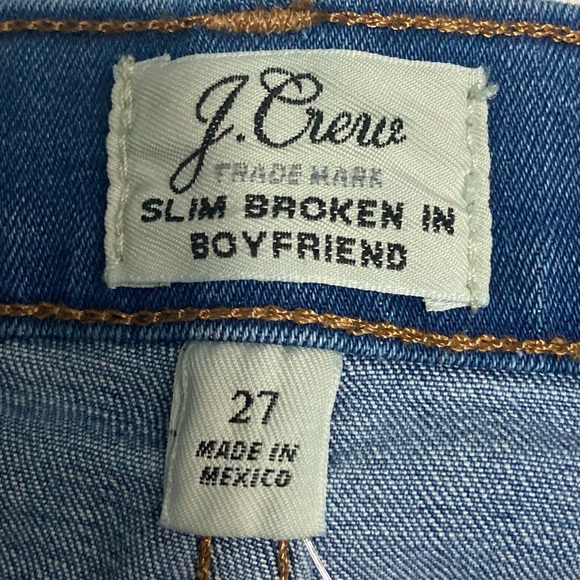 J.Crew
TRADE MARK
SLIM BROKEN IN
BOYFRIEND
27
MADE IN
MEXICO